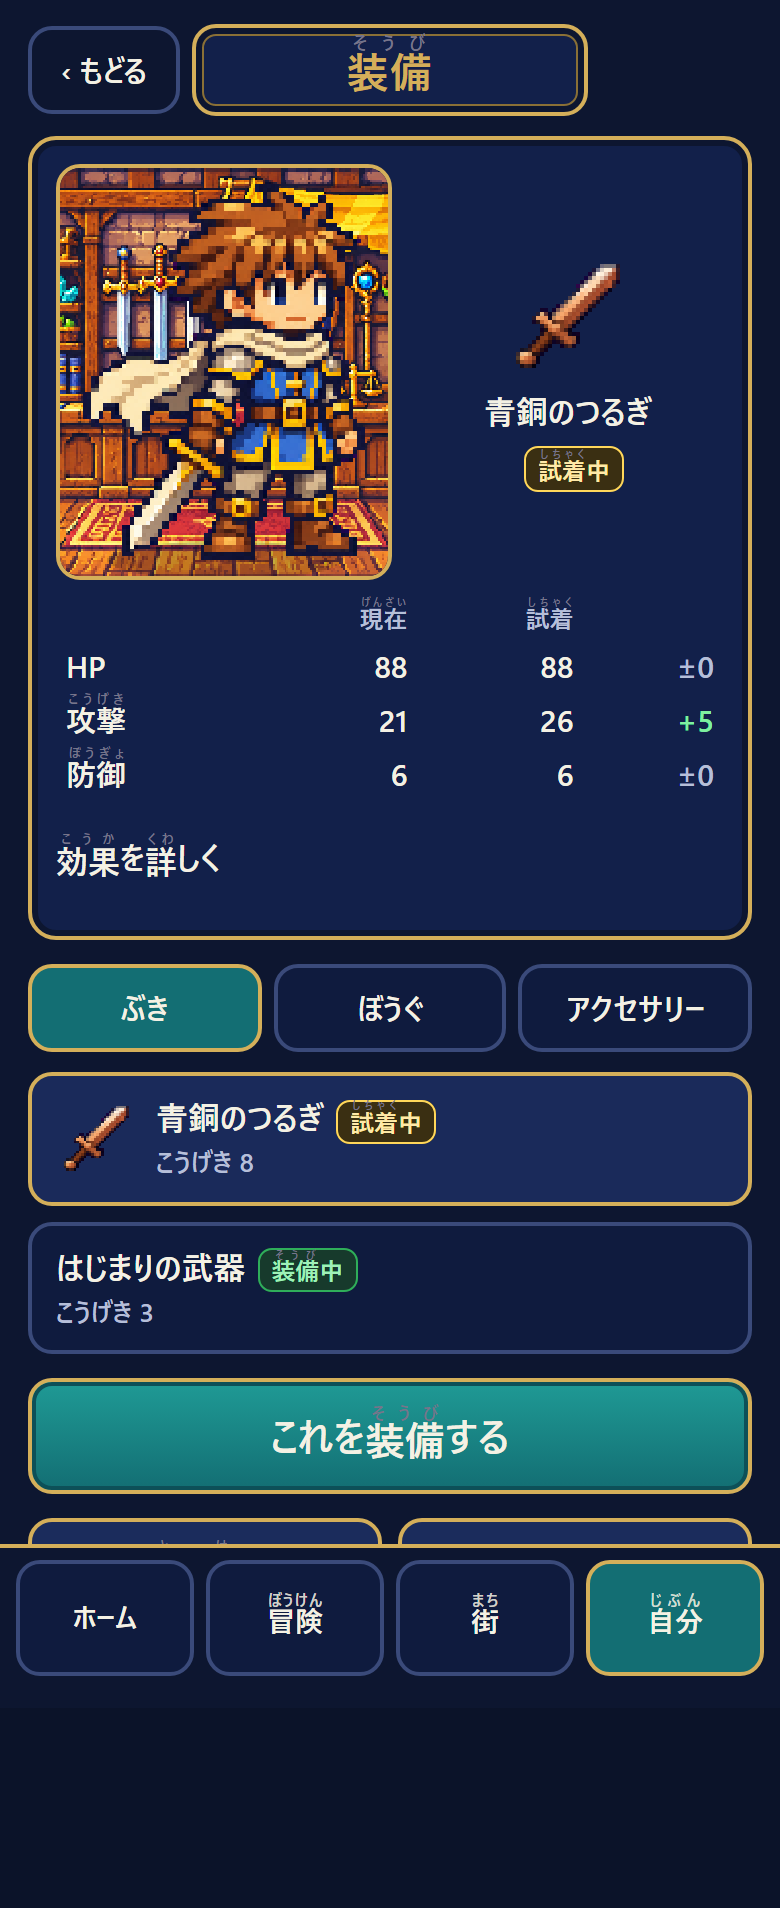 ‹ もどる
そうび
装備
青銅のつるぎ
しちゃく
試着中
げんざい しちゃく
現在 試着
HP 88 88 ±0
こうげき
攻撃 21 26 +5
ぼうぎょ
防御 6 6 ±0
こうか くわ
効果を詳しく
ぶき ぼうぐ アクセサリー
しちゃく
青銅のつるぎ 試着中
こうげき 8
そうび
はじまりの武器 装備中
こうげき 3
そうび
これを装備する
ぼうけん まち じぶん
ホーム 冒険 街 自分